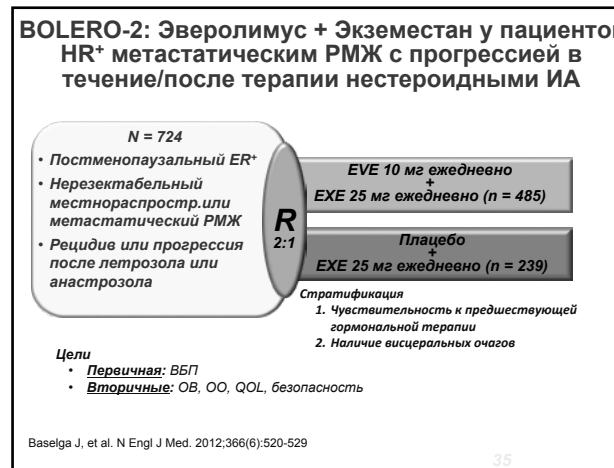 BOLERO-2: Эверолимус + Экземестан у пациенто
HR⁺ метастатическим РМЖ с прогрессией в
течение/после терапии нестероидными ИА
N = 724
• Постменопаузальный ER⁺
• Нерезектабельный
местнораспростр.или
метастатический РМЖ
• Рецидив или прогрессия
после летрозола или
анастрозола
R
2:1
EVE 10 мг ежедневно
+
EXE 25 мг ежедневно (n = 485)
Плацебо
+
EXE 25 мг ежедневно (n = 239)
Стратификация
1. Чувствительность к предшествующей
гормональной терапии
2. Наличие висцеральных очагов
Цели
• Первичная: ВБП
• Вторичные: ОВ, ОО, QOL, безопасность
Baselga J, et al. N Engl J Med. 2012;366(6):520-529
35